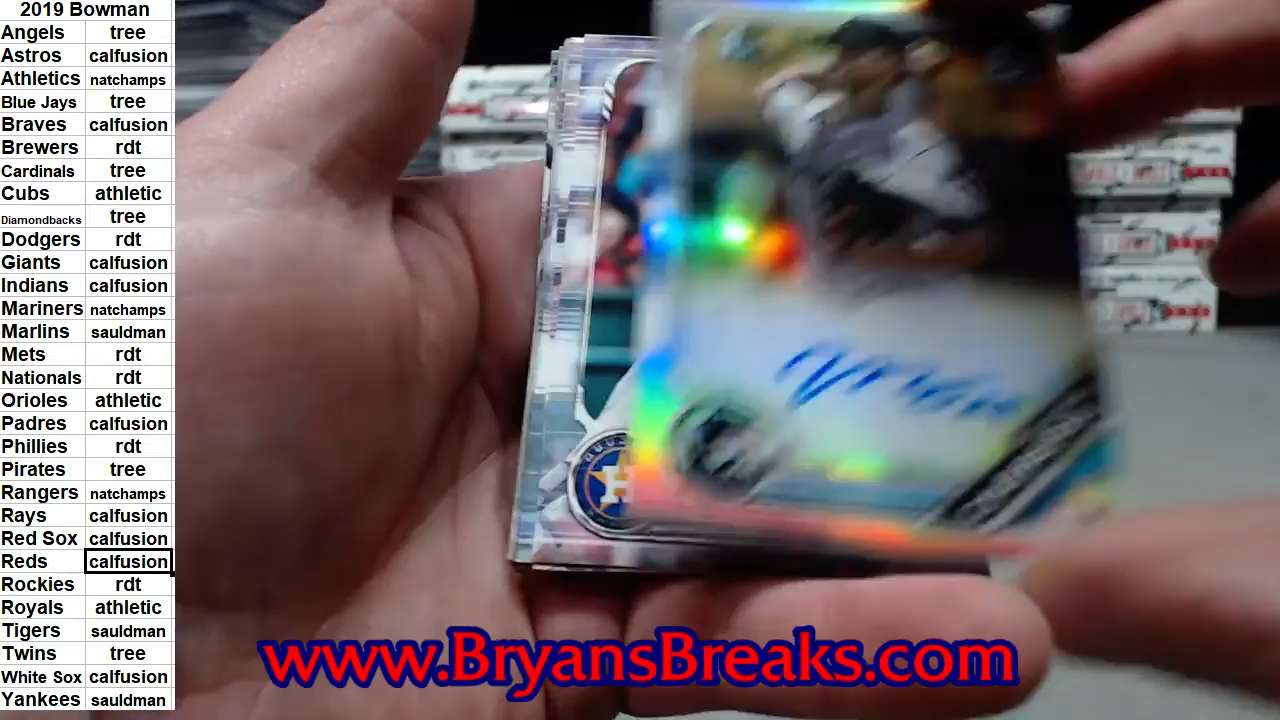 2019 Bowman
Angels tree
Astros calfusion
Athletics natchamps
Blue Jays tree
Braves calfusion
Brewers rdt
Cardinals tree
Cubs athletic
Diamondbacks tree
Dodgers rdt
Giants calfusion
Indians calfusion
Mariners natchamps
Marlins sauldman
Mets rdt
Nationals rdt
Orioles athletic
Padres calfusion
Phillies rdt
Pirates tree
Rangers natchamps
Rays calfusion
Red Sox calfusion
Reds calfusion
Rockies rdt
Royals athletic
Tigers sauldman
Twins tree
White Sox calfusion
Yankees sauldman
H
www.BryansBreaks.com